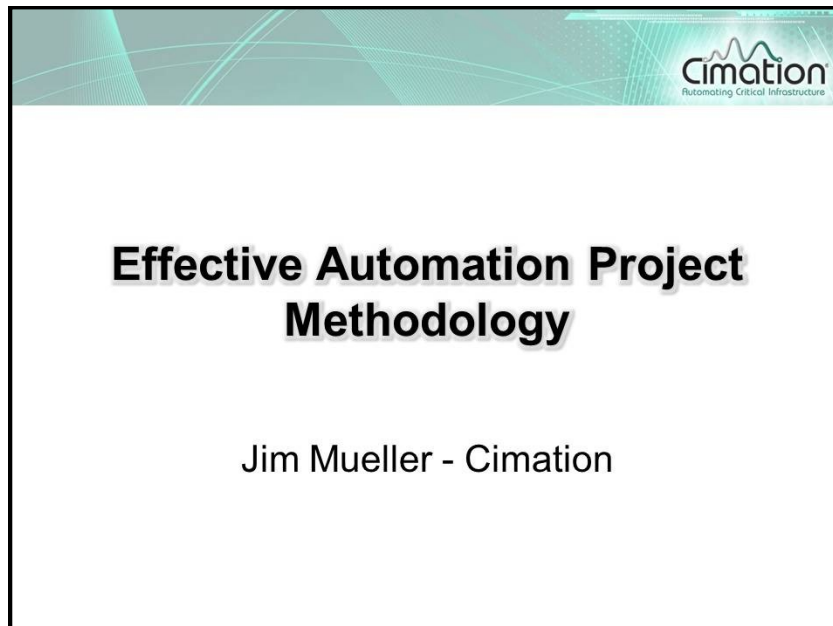 Cimation
Automating Critical Infrastructure
Effective Automation Project
Methodology
Jim Mueller - Cimation